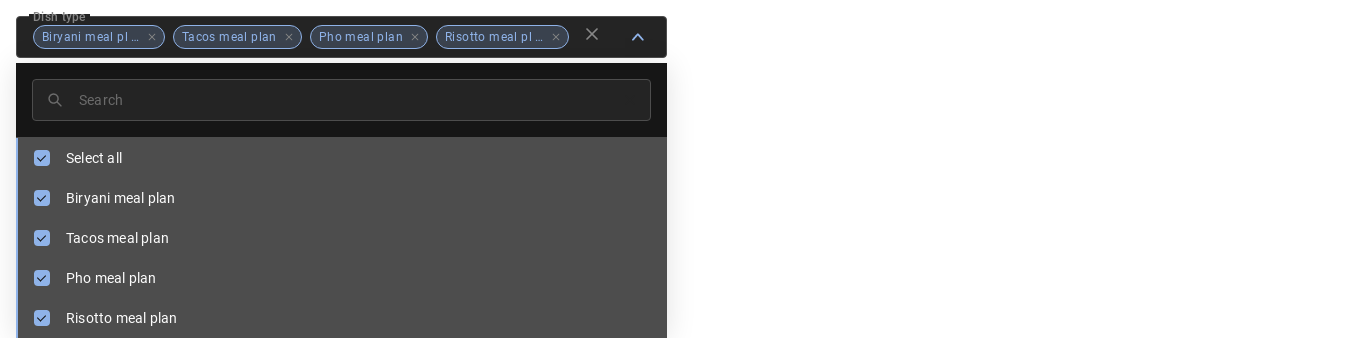 Dish type
Biryani meal pl … Tacos meal plan Pho meal plan Risotto meal pl …
Search
Select all
Biryani meal plan
Tacos meal plan
Pho meal plan
Risotto meal plan